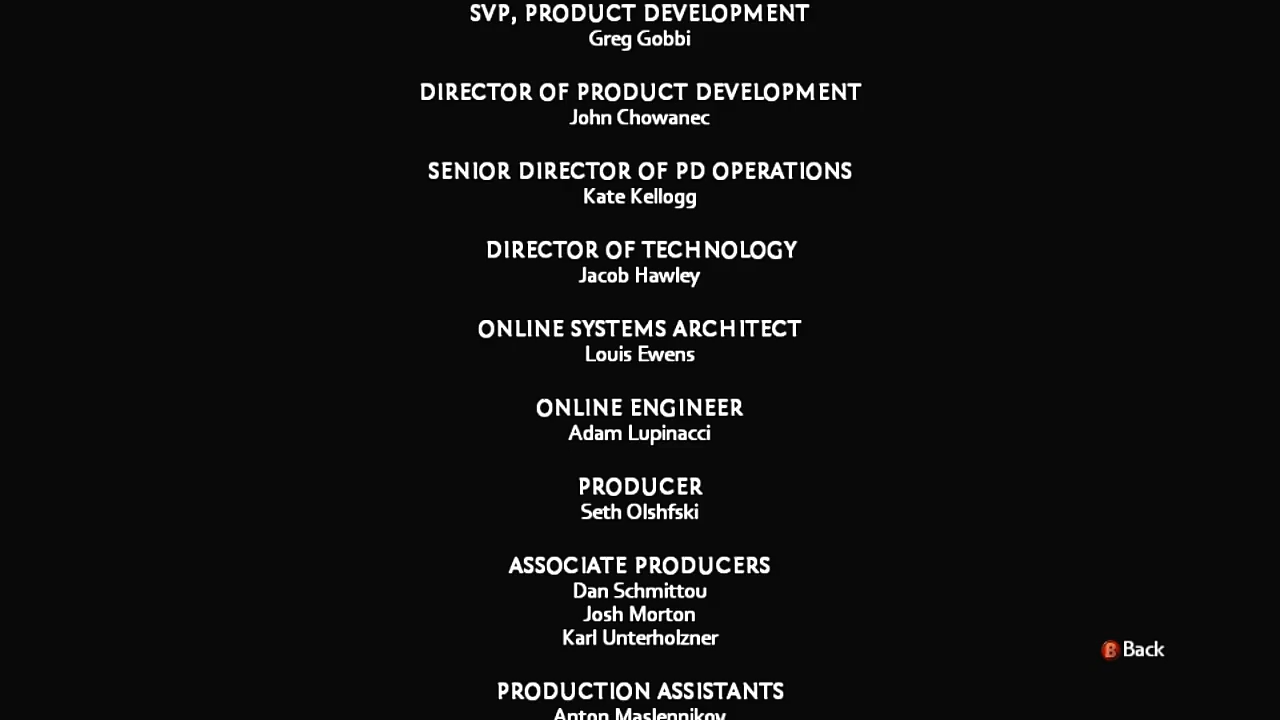 SVP, PRODUCT DEVELOPMENT
Greg Gobbi
DIRECTOR OF PRODUCT DEVELOPMENT
John Chowanec
SENIOR DIRECTOR OF PD OPERATIONS
Kate Kellogg
DIRECTOR OF TECHNOLOGY
Jacob Hawley
ONLINE SYSTEMS ARCHITECT
Louis Ewens
ONLINE ENGINEER
Adam Lupinacci
PRODUCER
Seth Olshfski
ASSOCIATE PRODUCERS
Dan Schmittou
Josh Morton
Karl Unterholzner
B Back
PRODUCTION ASSISTANTS
Anton Maslennikov